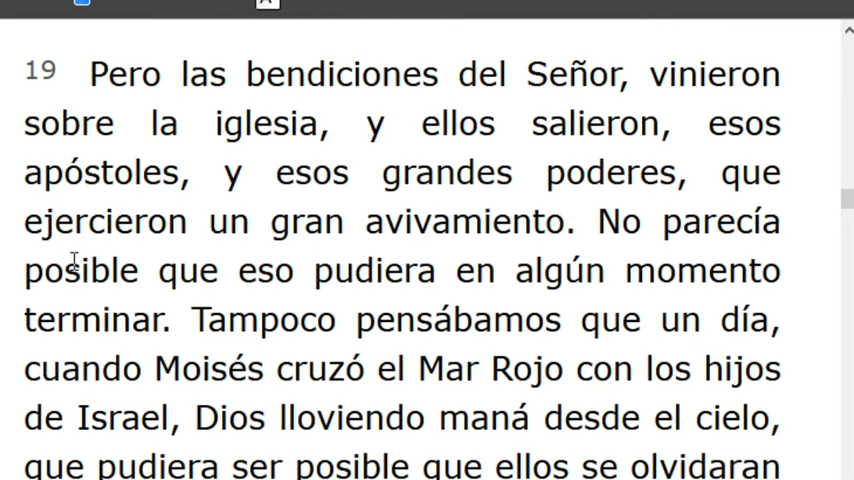 19 Pero las bendiciones del Señor, vinieron
sobre la iglesia, y ellos salieron, esos
apóstoles, y esos grandes poderes, que
ejercieron un gran avivamiento. No parecía
posible que eso pudiera en algún momento
terminar. Tampoco pensábamos que un día,
cuando Moisés cruzó el Mar Rojo con los hijos
de Israel, Dios lloviendo maná desde el cielo,
que pudiera ser posible que ellos se olvidaran